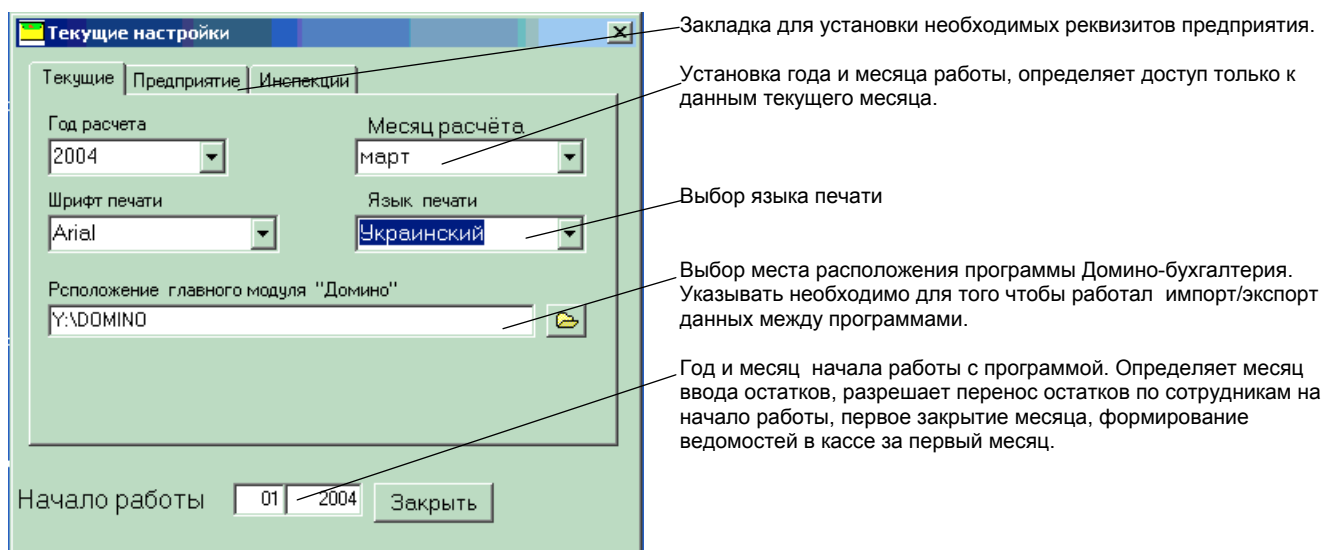 Текущие настройки
Текущие Предприятие Инспекции
Год расчета Месяц расчёта
2004 март
Шрифт печати Язык печати
Arial Украинский
Рсположение главного модуля "Домино"
Y:\DOMINO
Начало работы 01 2004 Закрыть
Закладка для установки необходимых реквизитов предприятия.
Установка года и месяца работы, определяет доступ только к
данным текущего месяца.
Выбор языка печати
Выбор места расположения программы Домино-бухгалтерия.
Указывать необходимо для того чтобы работал импорт/экспорт
данных между программами.
Год и месяц начала работы с программой. Определяет месяц
ввода остатков, разрешает перенос остатков по сотрудникам на
начало работы, первое закрытие месяца, формирование
ведомостей в кассе за первый месяц.